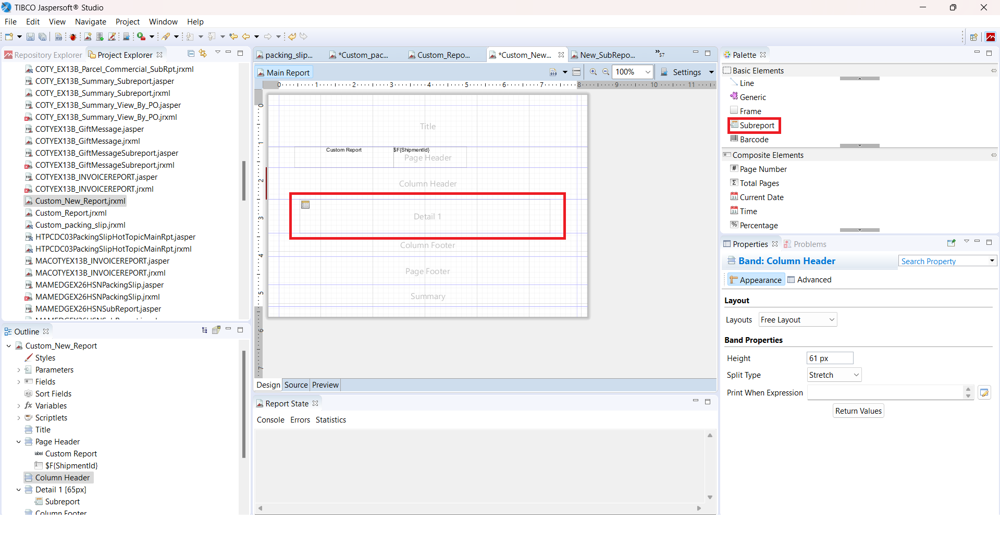 TIBCO Jaspersoft® Studio
File Edit View Navigate Project Window Help
Repository Explorer Project Explorer
COTY_EX13B_Parcel_Commercial_SubRpt.jrxml
COTY_EX13B_Summary_Subreport.jasper
COTY_EX13B_Summary_Subreport.jrxml
COTY_EX13B_Summary_View_By_PO.jasper
COTY_EX13B_Summary_View_By_PO.jrxml
COTYEX13B_GiftMessage.jasper
COTYEX13B_GiftMessage.jrxml
COTYEX13B_GiftMessageSubreport.jasper
COTYEX13B_GiftMessageSubreport.jrxml
COTYEX13B_INVOICEREPORT.jasper
COTYEX13B_INVOICEREPORT.jrxml
Custom_New_Report.jrxml
Custom_Report.jrxml
Custom_packing_slip.jrxml
HTPCDC03PackingSlipHotTopicMainRpt.jasper
HTPCDC03PackingSlipHotTopicMainRpt.jrxml
MACOTYEX13B_INVOICEREPORT.jasper
MACOTYEX13B_INVOICEREPORT.jrxml
MAMEDGEX26HSNPackingSlip.jasper
MAMEDGEX26HSNPackingSlip.jrxml
MAMEDGEX26HSNSubReport.jasper
Outline
Custom_New_Report
Styles
Parameters
Fields
Sort Fields
Variables
Scriptlets
Title
Page Header
Custom Report
$F{ShipmentId}
Column Header
Detail 1 [65px]
Subreport
Column Footer
packing_slip... *Custom_pac... Custom_Repo... *Custom_New... New_SubRepo... »57
Main Report 100% Settings
0 1 2 3 4 5 6 7 8 9 10 11
0
1
2
3
4
5
6
7
Title
Custom Report $F{ShipmentId}
Page Header
Column Header
Detail 1
Column Footer
Page Footer
Summary
Design Source Preview
Report State
Console Errors Statistics
Palette
Basic Elements
Line
Generic
Frame
Subreport
Barcode
Composite Elements
Page Number
Total Pages
Current Date
Time
Percentage
Properties Problems
Band: Column Header Search Property
Appearance Advanced
Layout
Layouts Free Layout
Band Properties
Height 61 px
Split Type Stretch
Print When Expression
Return Values